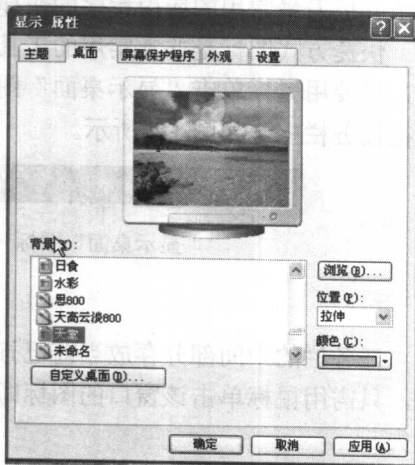 显示 属性
主题 桌面 屏幕保护程序 外观 设置
背景(K):
日食
水彩
思800
天高云淡800
天堂
未命名
浏览(B)...
位置(P):
拉伸
颜色(C):
自定义桌面(D)...
确定 取消 应用(A)